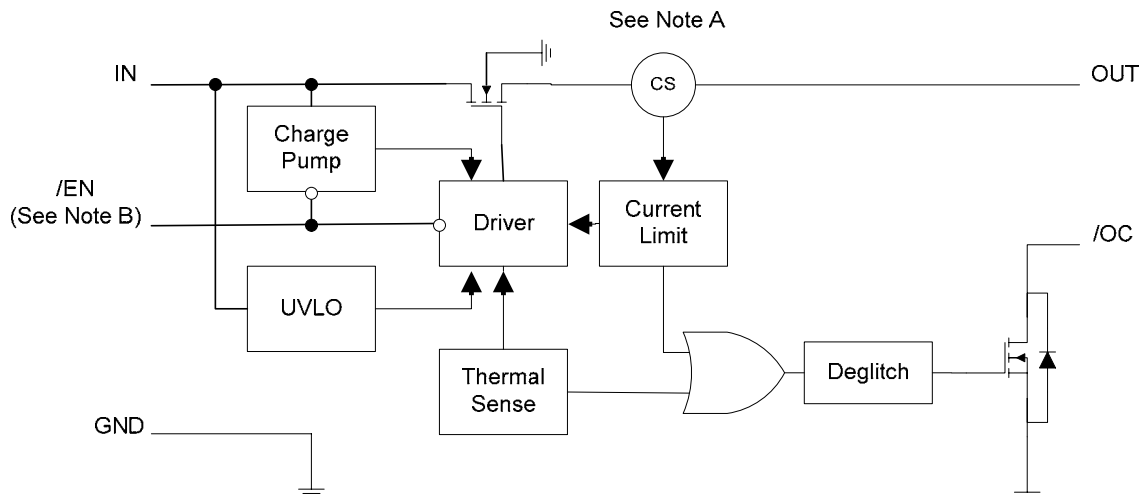 See Note A
IN
CS
OUT
Charge
Pump
/EN
(See Note B)
Driver
Current
Limit
/OC
UVLO
Thermal
Sense
Deglitch
GND